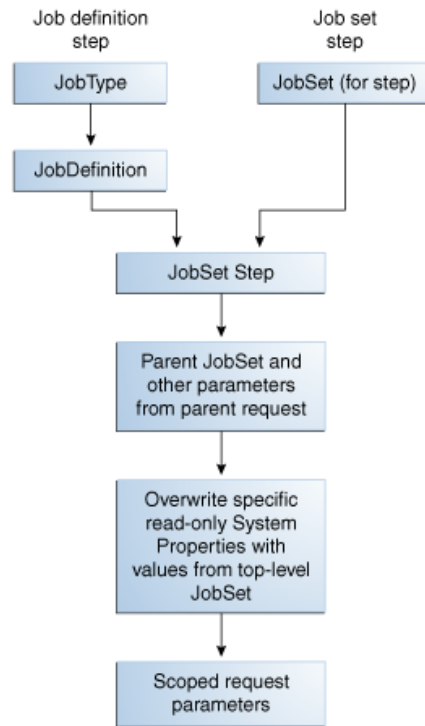 Job definition
step
Job set
step
JobType
JobSet (for step)
JobDefinition
JobSet Step
Parent JobSet and
other parameters
from parent request
Overwrite specific
read-only System
Properties with
values from top-level
JobSet
Scoped request
parameters